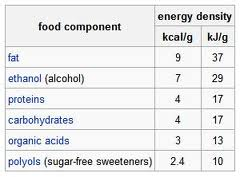 food component energy density
kcal/g kJ/g
fat 9 37
ethanol (alcohol) 7 29
proteins 4 17
carbohydrates 4 17
organic acids 3 13
polyols (sugar-free sweeteners) 2.4 10